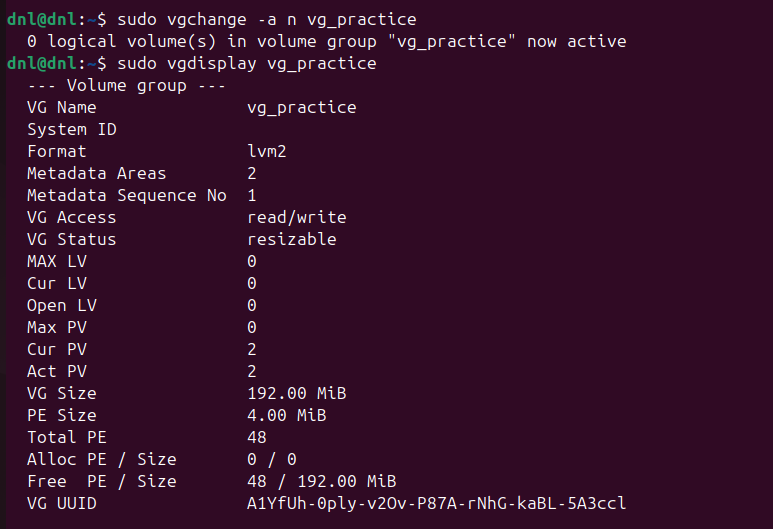 dnl@dnl:~$ sudo vgchange -a n vg_practice
  0 logical volume(s) in volume group "vg_practice" now active
dnl@dnl:~$ sudo vgdisplay vg_practice
  --- Volume group ---
  VG Name               vg_practice
  System ID
  Format                lvm2
  Metadata Areas        2
  Metadata Sequence No  1
  VG Access             read/write
  VG Status             resizable
  MAX LV                0
  Cur LV                0
  Open LV               0
  Max PV                0
  Cur PV                2
  Act PV                2
  VG Size               192.00 MiB
  PE Size               4.00 MiB
  Total PE              48
  Alloc PE / Size       0 / 0
  Free  PE / Size       48 / 192.00 MiB
  VG UUID               A1YfUh-0ply-v2Ov-P87A-rNhG-kaBL-5A3ccl